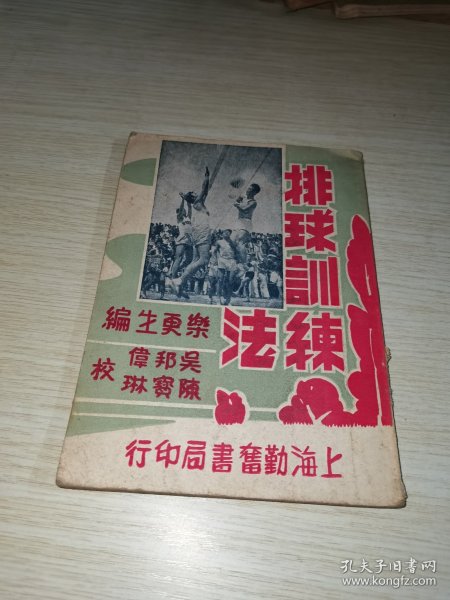 排球訓練
法
樂更生編
吳邦偉
陳寶琳
校
上海勤奮書局印行
孔夫子旧书网
www.kongfz.com